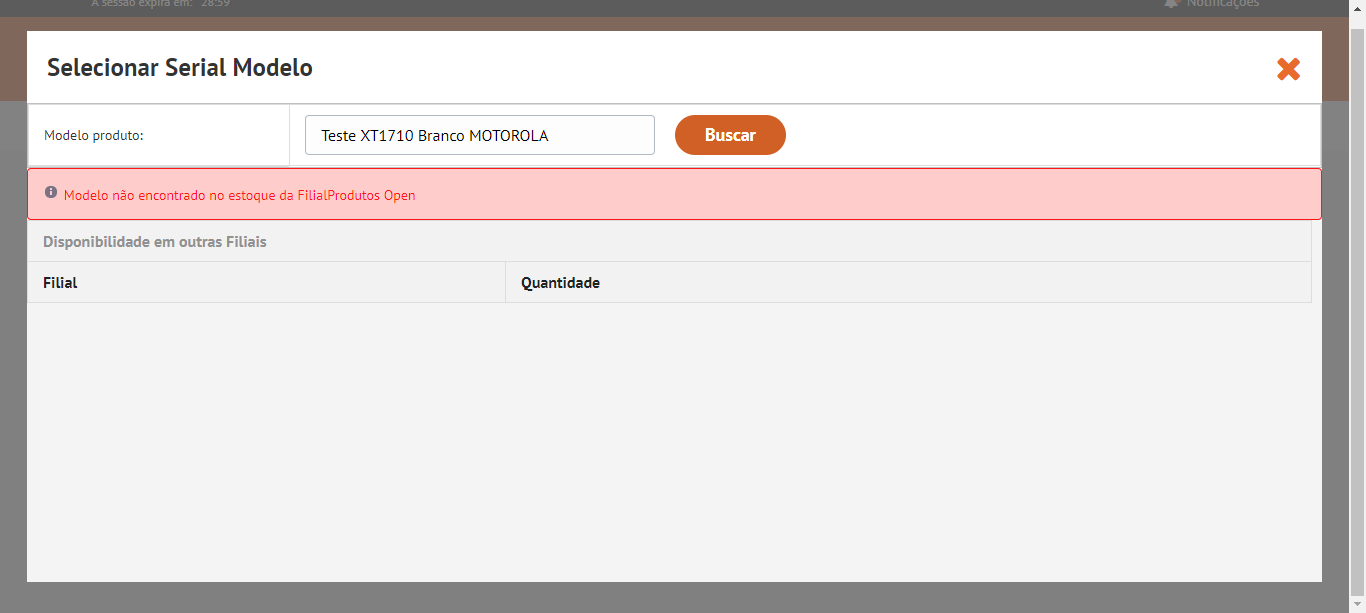 A sessão expira em: 28:59
Notificações
Selecionar Serial Modelo
Modelo produto:
Teste XT1710 Branco MOTOROLA
Buscar
Modelo não encontrado no estoque da FilialProdutos Open
Disponibilidade em outras Filiais
Filial
Quantidade